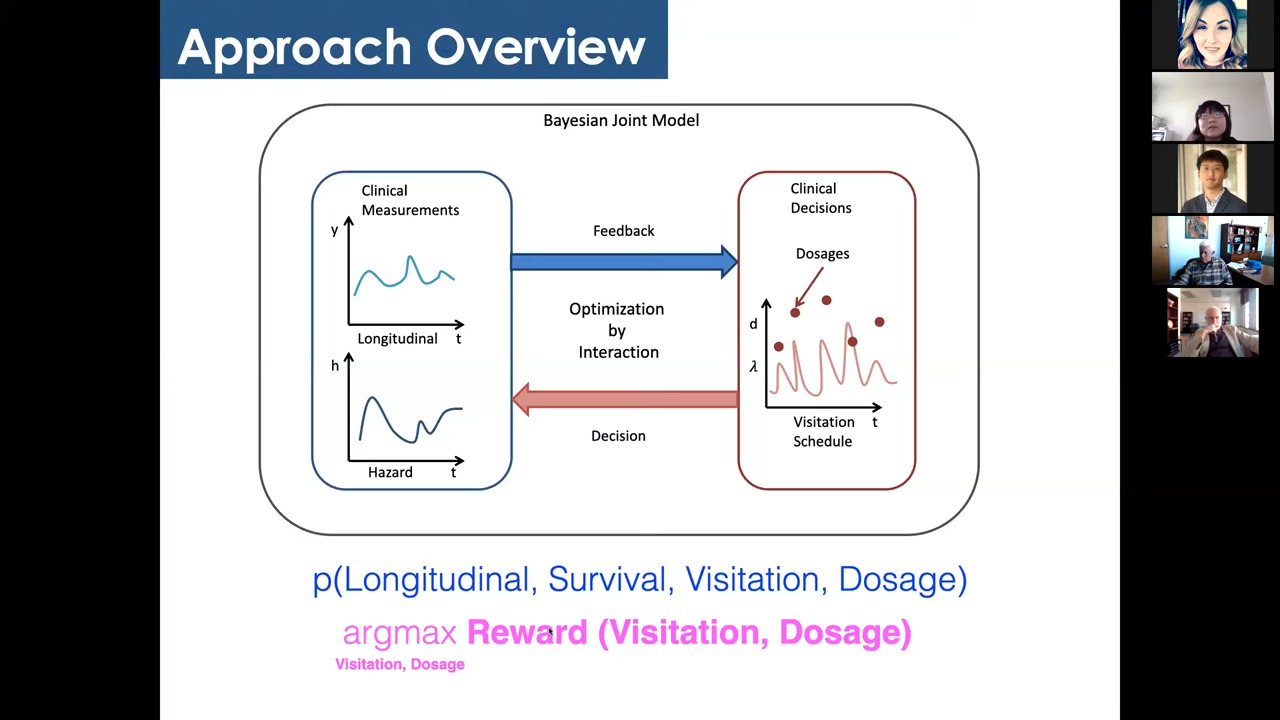 Approach Overview
Bayesian Joint Model
Clinical
Measurements
y
Longitudinal t
h
Hazard t
Feedback
Optimization
by
Interaction
Decision
Clinical
Decisions
Dosages
d
λ
Visitation t
Schedule
p(Longitudinal, Survival, Visitation, Dosage)
argmax Reward (Visitation, Dosage)
Visitation, Dosage